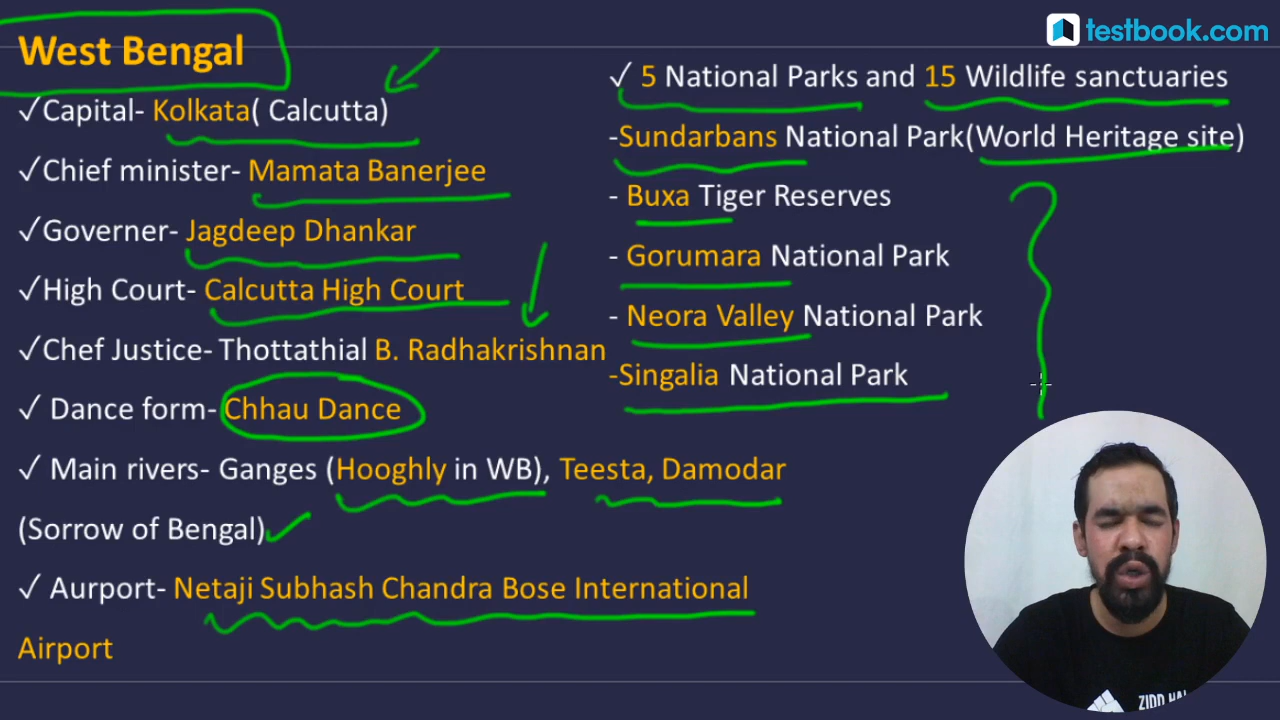 West Bengal
✓Capital- Kolkata( Calcutta)
✓Chief minister- Mamata Banerjee
✓Governer- Jagdeep Dhankar
✓High Court- Calcutta High Court
✓Chef Justice- Thottathial B. Radhakrishnan
✓ Dance form- Chhau Dance
✓ Main rivers- Ganges (Hooghly in WB), Teesta, Damodar
(Sorrow of Bengal)
✓ Aurport- Netaji Subhash Chandra Bose International
Airport
testbook.com
✓ 5 National Parks and 15 Wildlife sanctuaries
-Sundarbans National Park(World Heritage site)
- Buxa Tiger Reserves
- Gorumara National Park
- Neora Valley National Park
-Singalia National Park